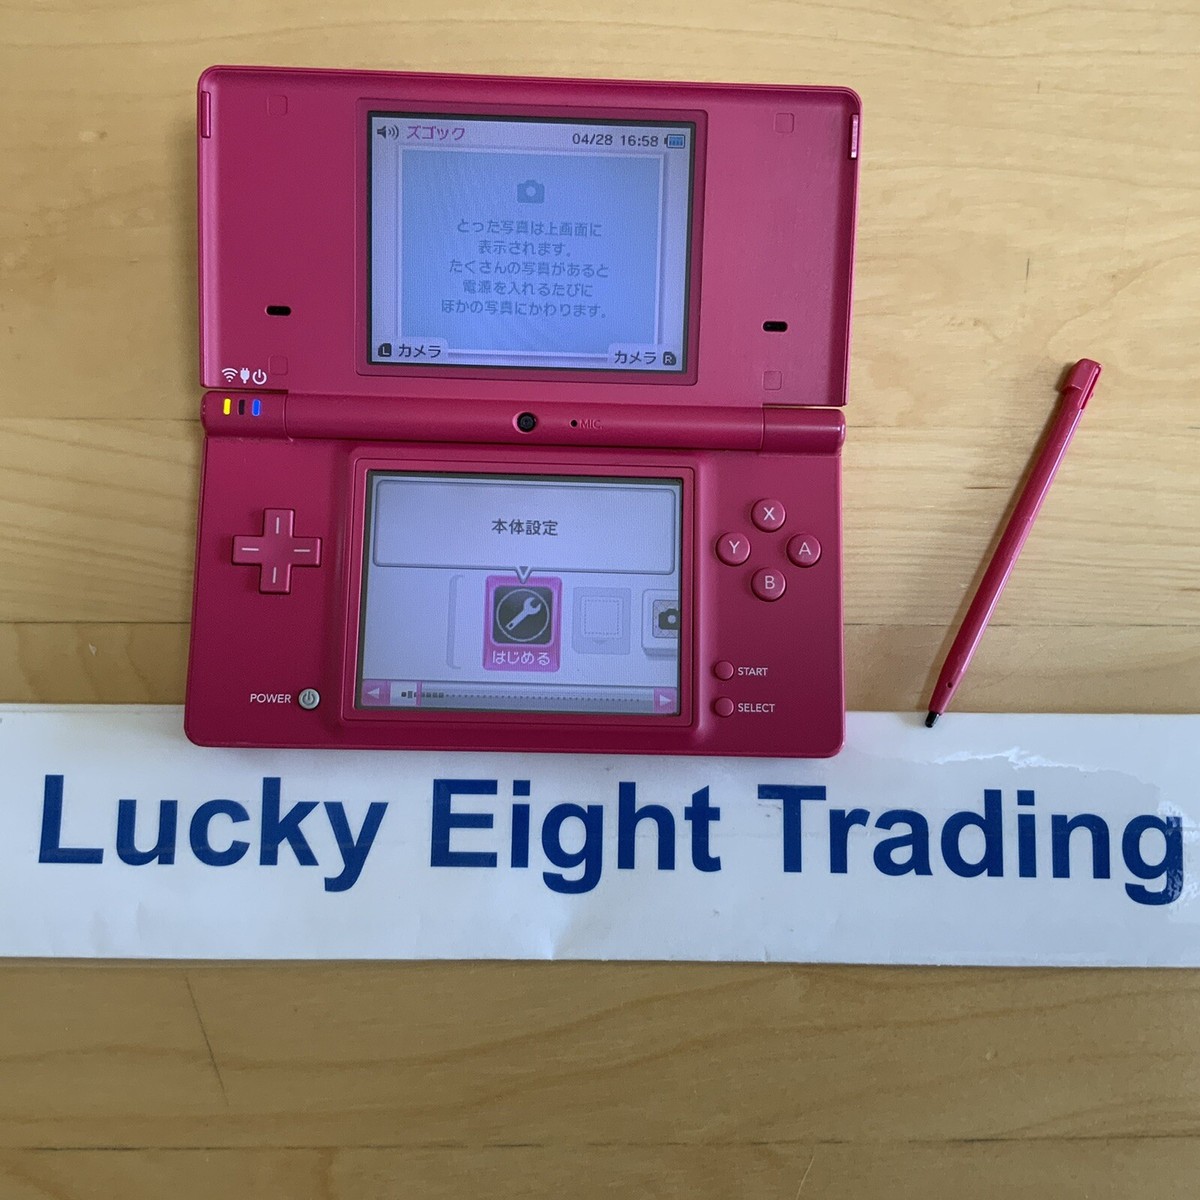 ズゴック 04/28 16:58
とった写真は上画面に
表示されます。
たくさんの写真があると
電源を入れるたびに
ほかの写真にかわります。
L カメラ
カメラ R
MIC.
本体設定
はじめる
X
Y
A
B
START
SELECT
POWER
Lucky Eight Trading